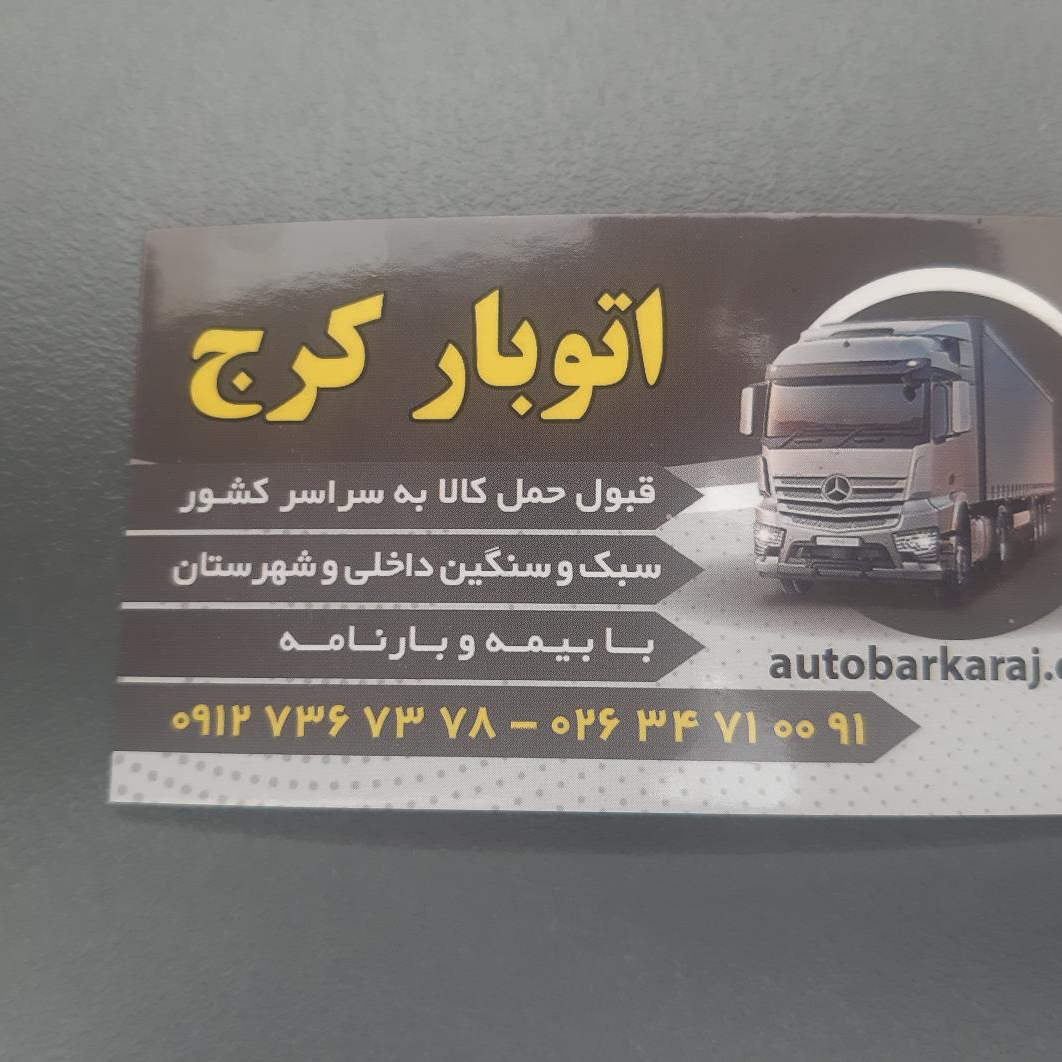 اتوبار کرج
قبول حمل کالا به سراسر کشور
سبک و سنگین داخلی و شهرستان
با بیمه و بارنامه
autobarkaraj.
۰۹۱۲ ۷۳۶ ۷۳ ۷۸ – ۰۲۶ ۳۴ ۷۱ ۰۰ ۹۱